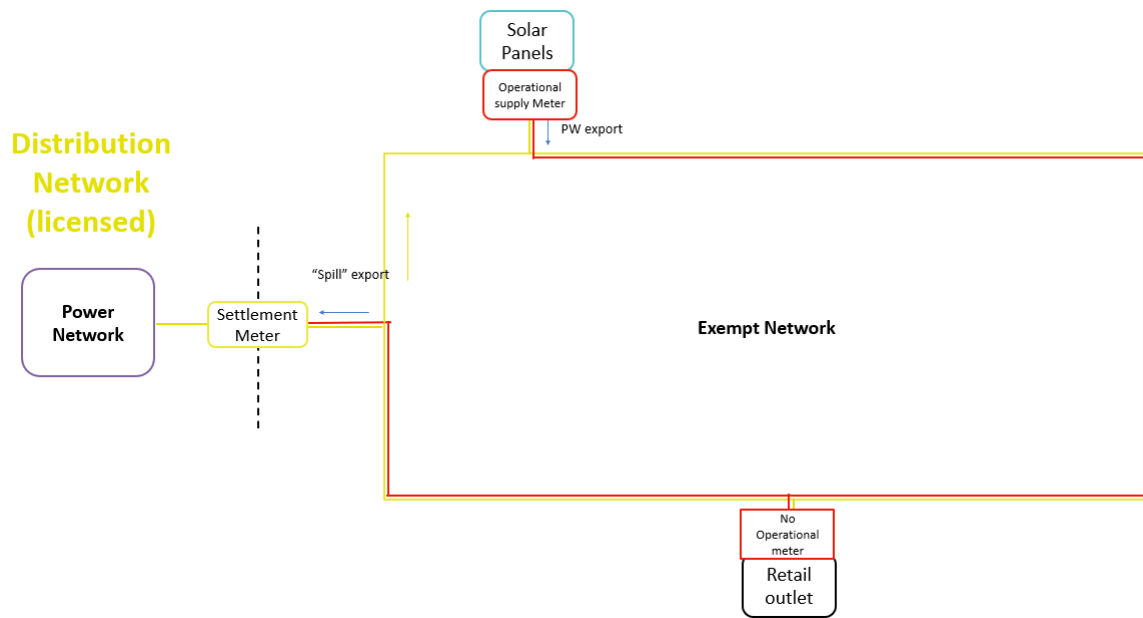 Solar
Panels
Operational
supply Meter
PW export
Distribution
Network
(licensed)
"Spill" export
Power
Network
Settlement
Meter
Exempt Network
No
Operational
meter
Retail
outlet